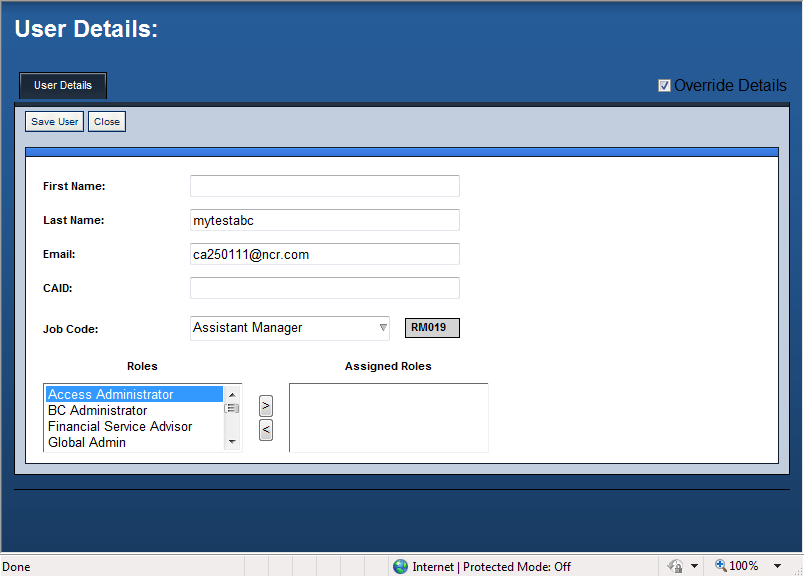 User Details:
User Details
Override Details
Save User Close
First Name:
Last Name: mytestabc
Email: ca250111@ncr.com
CAID:
Job Code: Assistant Manager RM019
Roles Assigned Roles
Access Administrator
BC Administrator
> 
Financial Service Advisor
<
Global Admin
Done Internet | Protected Mode: Off 100%